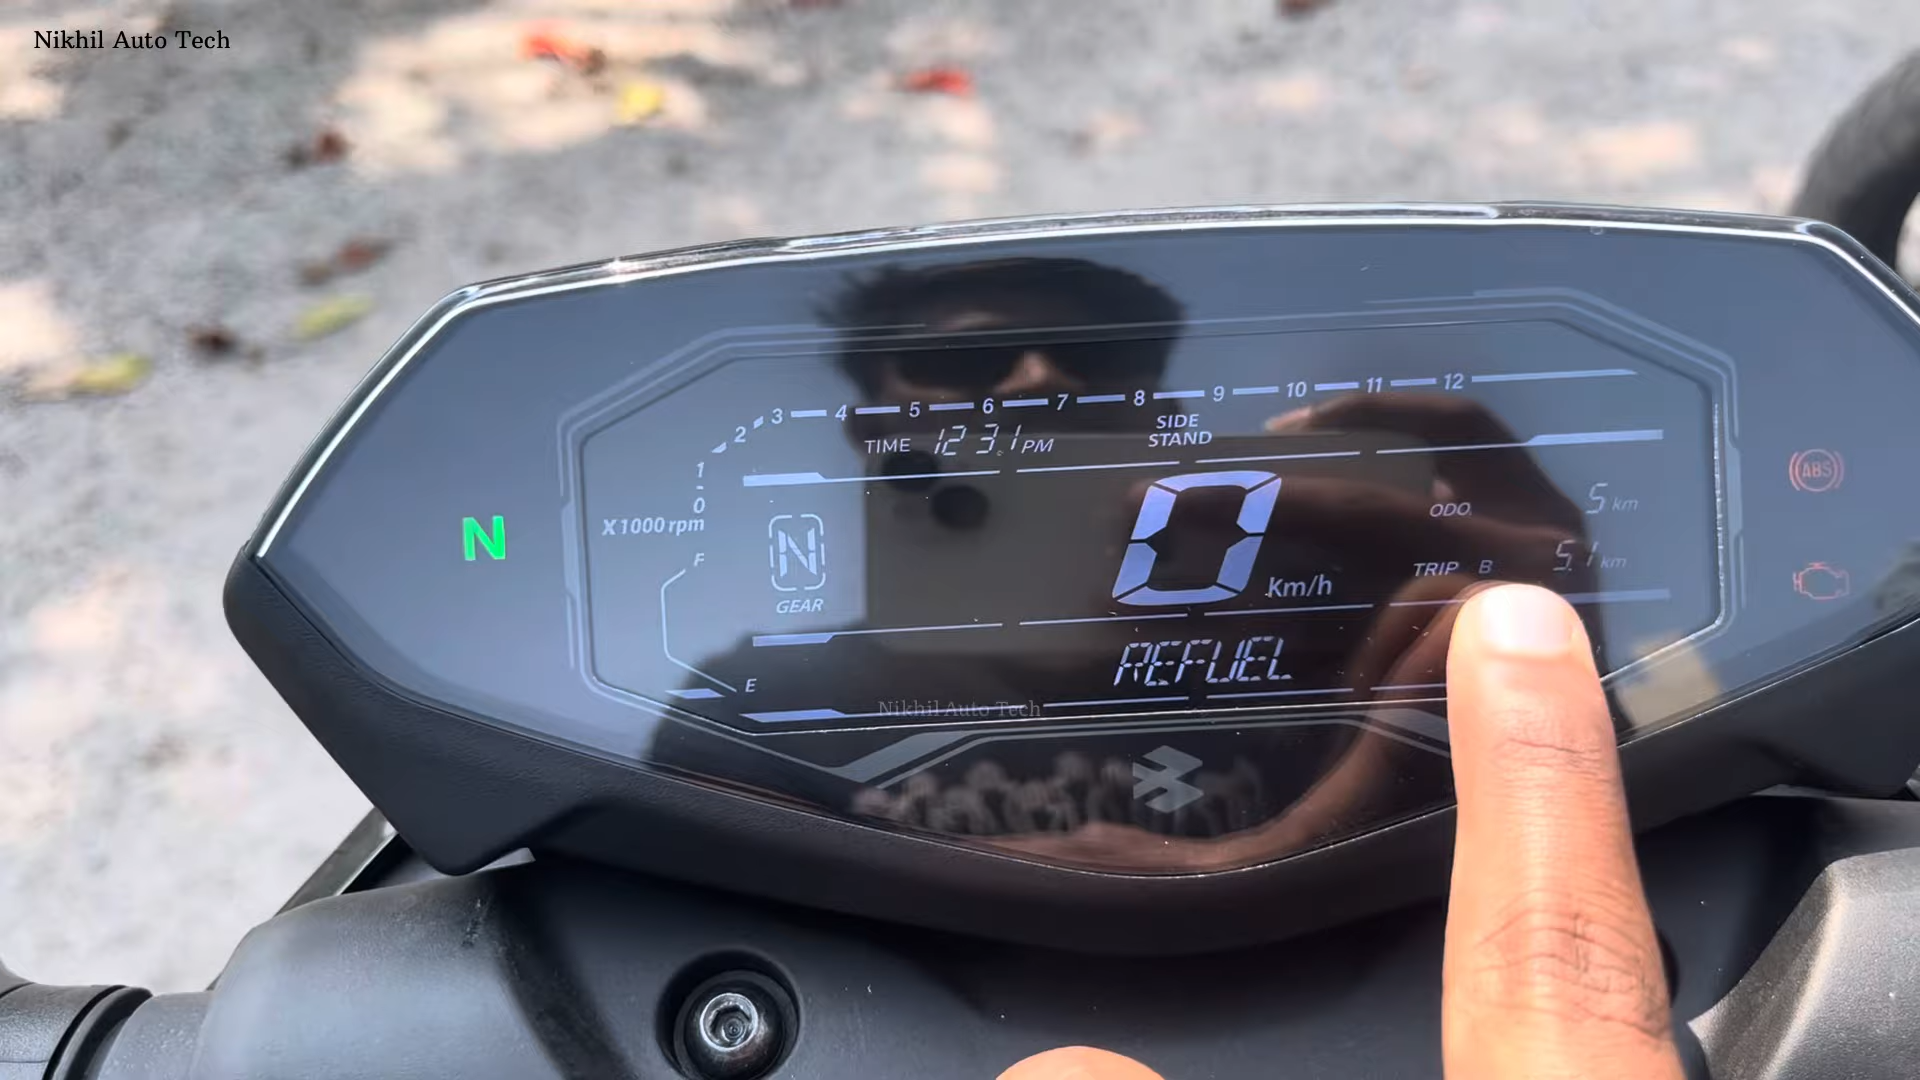 Nikhil Auto Tech
0 1 2 3 4 5 6 7 8 9 10 11 12
TIME 12 31 PM
SIDE
STAND
X1000 rpm
N
N
GEAR
0 Km/h
ODO 5 km
TRIP B 5.1 km
F
E
REFUEL
Nikhil Auto Tech
ABS